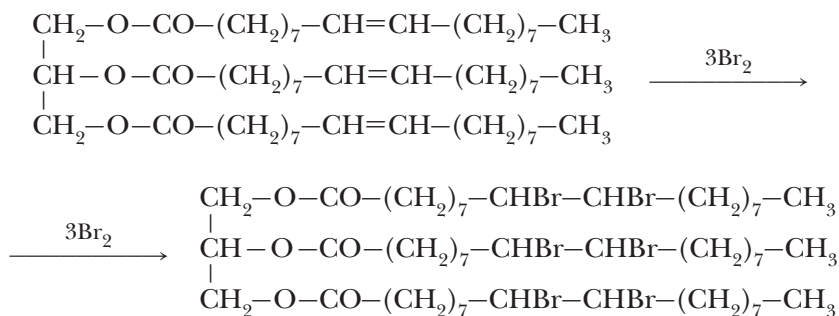 CH₂–O–CO–(CH₂)₇–CH=CH–(CH₂)₇–CH₃
CH–O–CO–(CH₂)₇–CH=CH–(CH₂)₇–CH₃ 3Br₂
CH₂–O–CO–(CH₂)₇–CH=CH–(CH₂)₇–CH₃
CH₂–O–CO–(CH₂)₇–CHBr–CHBr–(CH₂)₇–CH₃
3Br₂ CH–O–CO–(CH₂)₇–CHBr–CHBr–(CH₂)₇–CH₃
CH₂–O–CO–(CH₂)₇–CHBr–CHBr–(CH₂)₇–CH₃